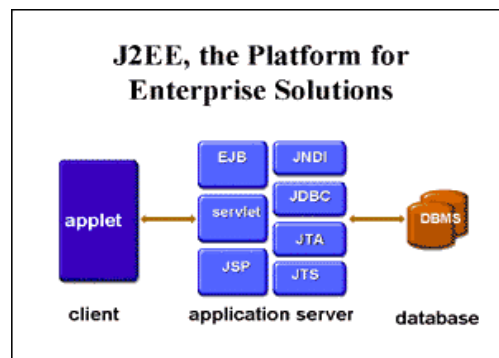 J2EE, the Platform for
Enterprise Solutions
EJB
JNDI
JDBC
applet
servlet
DBMS
JTA
JSP
JTS
client
application server
database